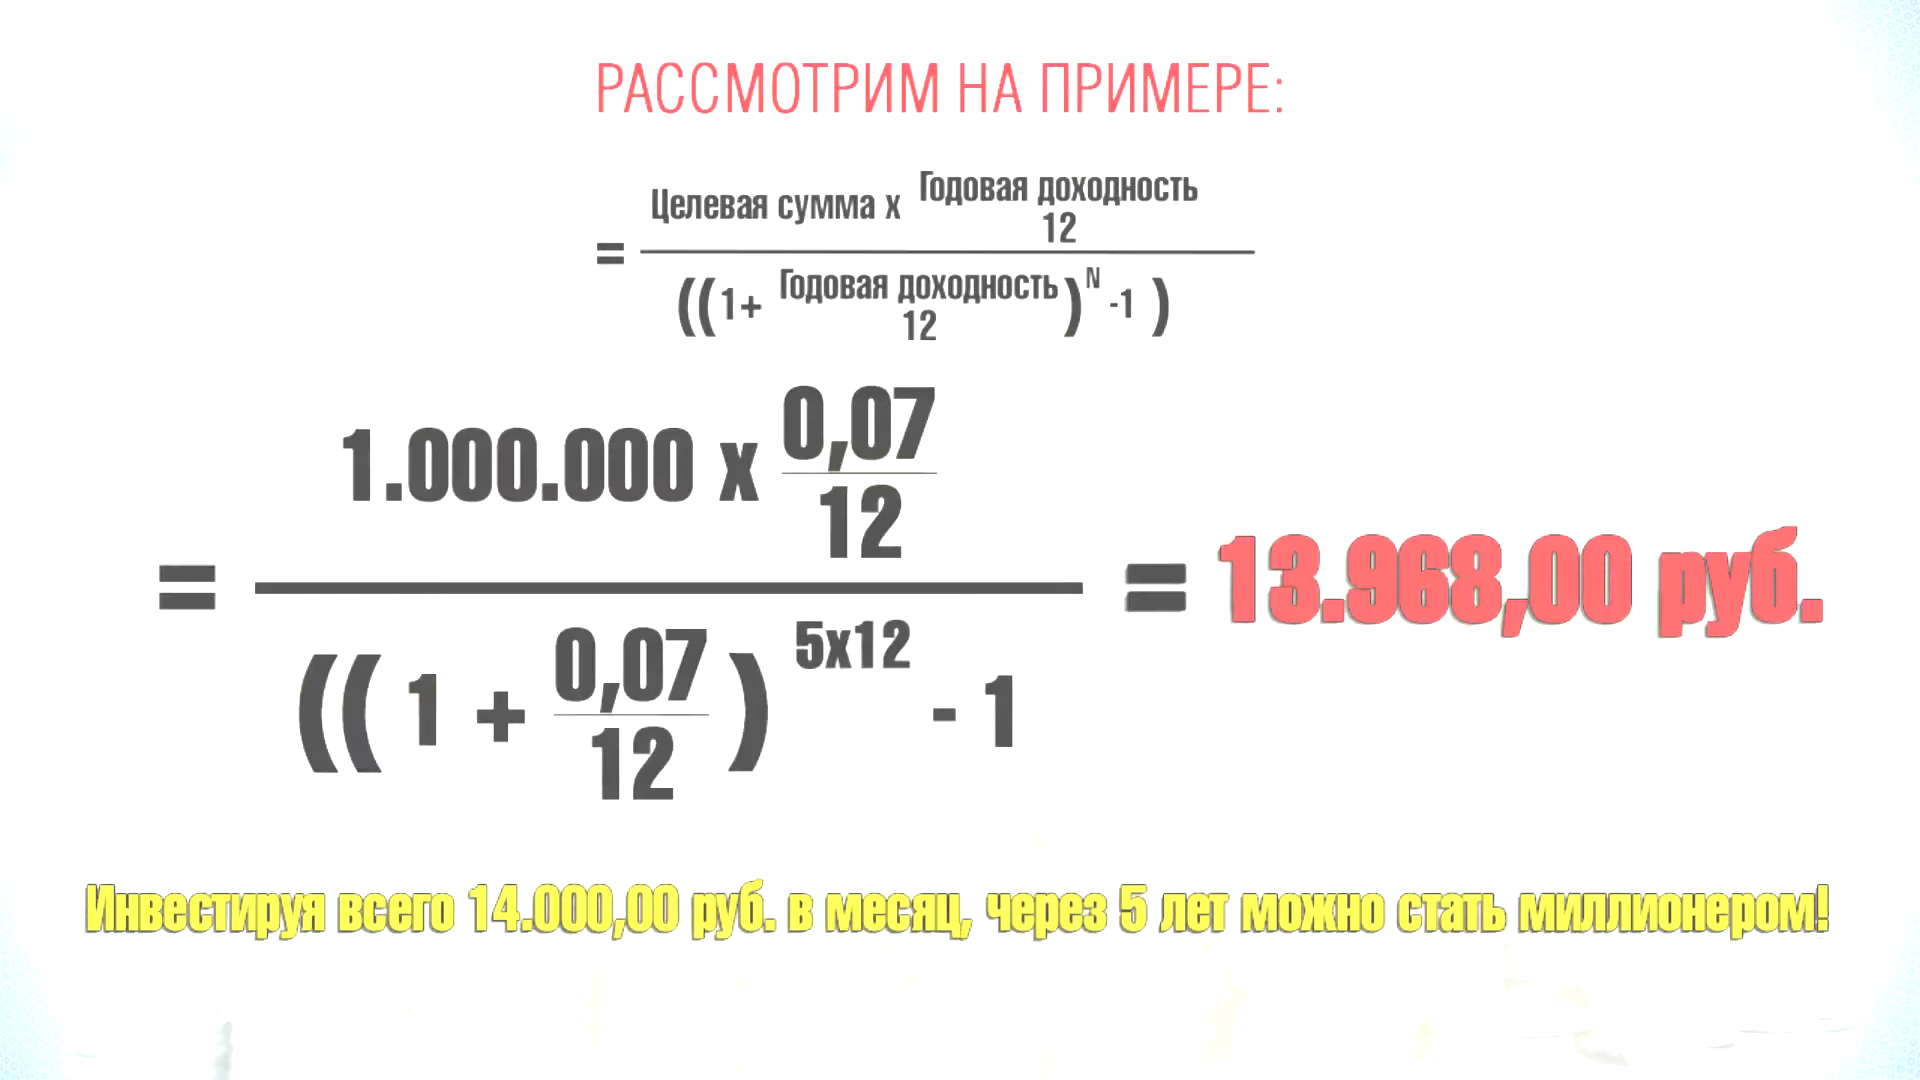 РАССМОТРИМ НА ПРИМЕРЕ:
Целевая сумма х Годовая доходность
12
=
((1+ Годовая доходность)^N -1 )
12
1.000.000 х 0,07
12
= = 13.968,00 руб.
(( 1 + 0,07 ) 5х12 - 1
12
Инвестируя всего 14.000,00 руб. в месяц, через 5 лет можно стать миллионером!